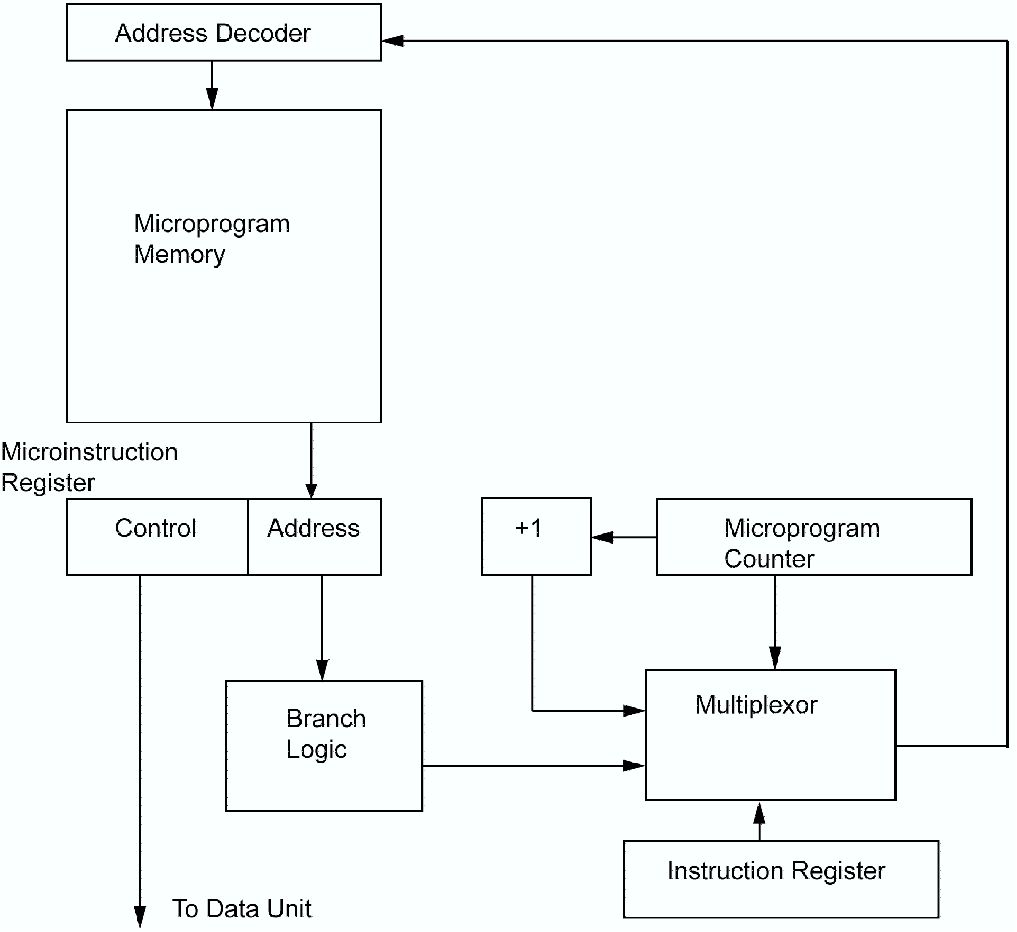 Address Decoder
Microprogram
Memory
Microinstruction
Register
Control
Address
+1
Microprogram
Counter
Branch
Logic
Multiplexor
Instruction Register
To Data Unit